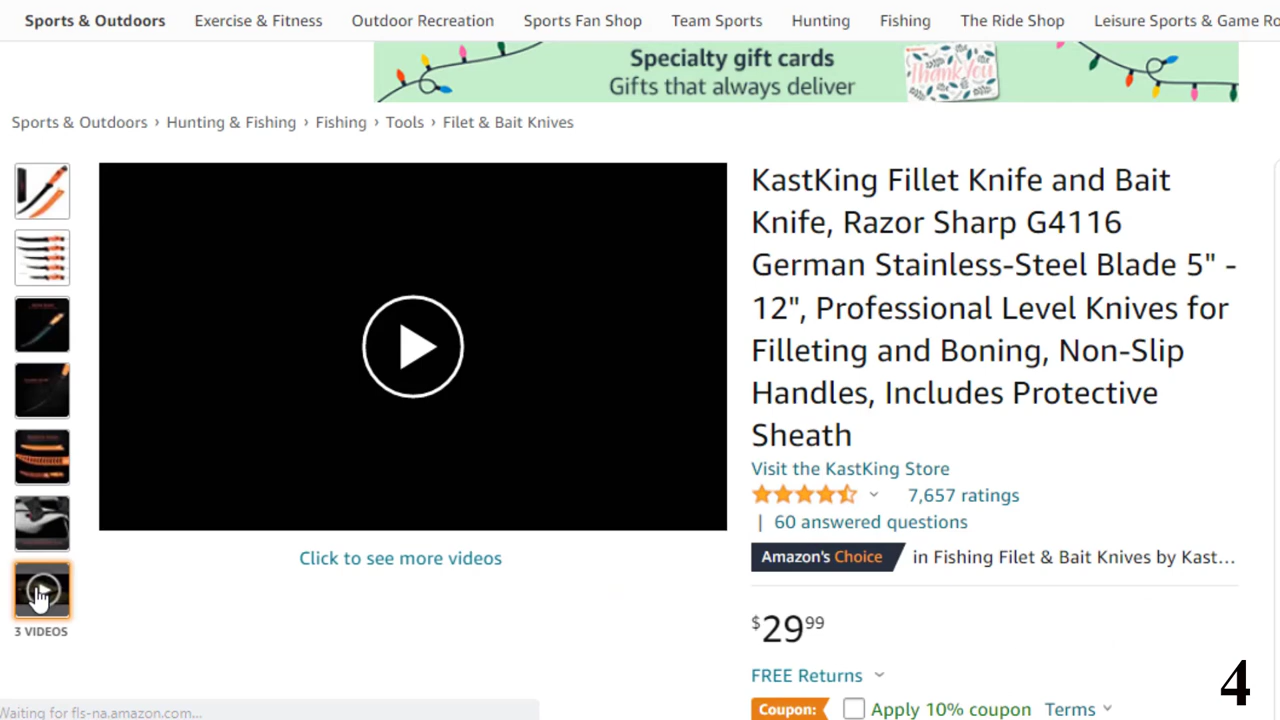 Sports & Outdoors Exercise & Fitness Outdoor Recreation Sports Fan Shop Team Sports Hunting Fishing The Ride Shop Leisure Sports & Game Ro
Specialty gift cards
Gifts that always deliver
Thank You
Sports & Outdoors › Hunting & Fishing › Fishing › Tools › Filet & Bait Knives
KastKing Fillet Knife and Bait
Knife, Razor Sharp G4116
German Stainless-Steel Blade 5" -
12", Professional Level Knives for
Filleting and Boning, Non-Slip
Handles, Includes Protective
Sheath
Visit the KastKing Store
7,657 ratings
| 60 answered questions
Amazon's Choice in Fishing Filet & Bait Knives by Kast...
Click to see more videos
3 VIDEOS
$29.99
FREE Returns
Coupon: Apply 10% coupon Terms
4
Waiting for fls-na.amazon.com...